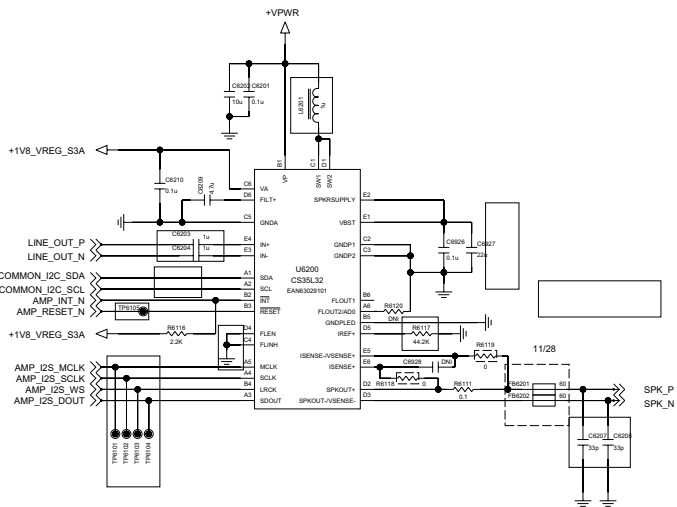 +VPWR
C6202
10u
C6201
0.1u
L6201
1u
+1V8_VREG_S3A
C6210
0.1u
C6209
4.7u
B1
C1
D1
VP
SW1
SW2
C6
VA
D6
FILT+
C5
GNDA
SPKRSUPPLY
E2
VBST
E1
GNDP1
C2
GNDP2
C3
C6926
0.1u
C6927
22u
LINE_OUT_P
LINE_OUT_N
C6203
1u
C6204
1u
E4
IN+
E3
IN-
U6200
CS35L32
EAN63029101
COMMON_I2C_SDA
COMMON_I2C_SCL
AMP_INT_N
AMP_RESET_N
TP6105
A1
SDA
A2
SCL
B2
INT
B3
RESET
FLOUT1
B6
FLOUT2/AD0
A6
R6120
DNI
GNDPLED
B5
IREF+
D5
R6117
44.2K
+1V8_VREG_S3A
R6116
2.2K
D4
FLEN
C4
FLINH
ISENSE-/VSENSE+
E5
ISENSE+
E6
C6928
DNI
R6119
0
R6118
0
11/28
AMP_I2S_MCLK
AMP_I2S_SCLK
AMP_I2S_WS
AMP_I2S_DOUT
A5
MCLK
A4
SCLK
B4
LRCK
A3
SDOUT
SPKOUT+
D2
R6111
0.1
SPKOUT-/VSENSE-
D3
FB6201
60
FB6202
60
SPK_P
SPK_N
TP6101
TP6102
TP6103
TP6104
C6207
33p
C6208
33p